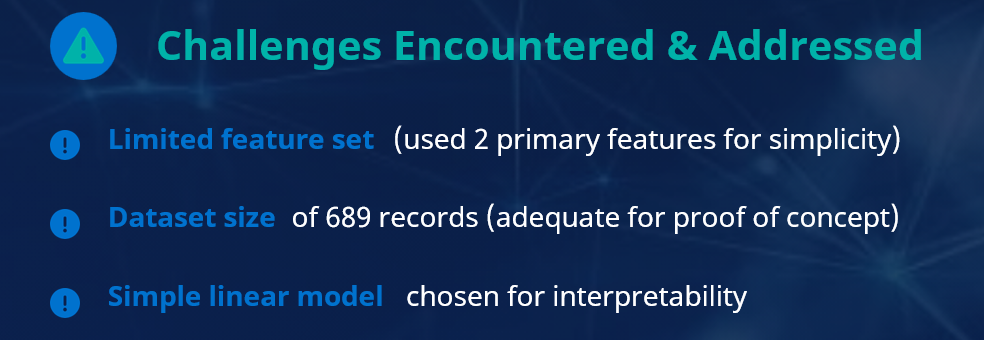 Challenges Encountered & Addressed
Limited feature set (used 2 primary features for simplicity)
Dataset size of 689 records (adequate for proof of concept)
Simple linear model chosen for interpretability